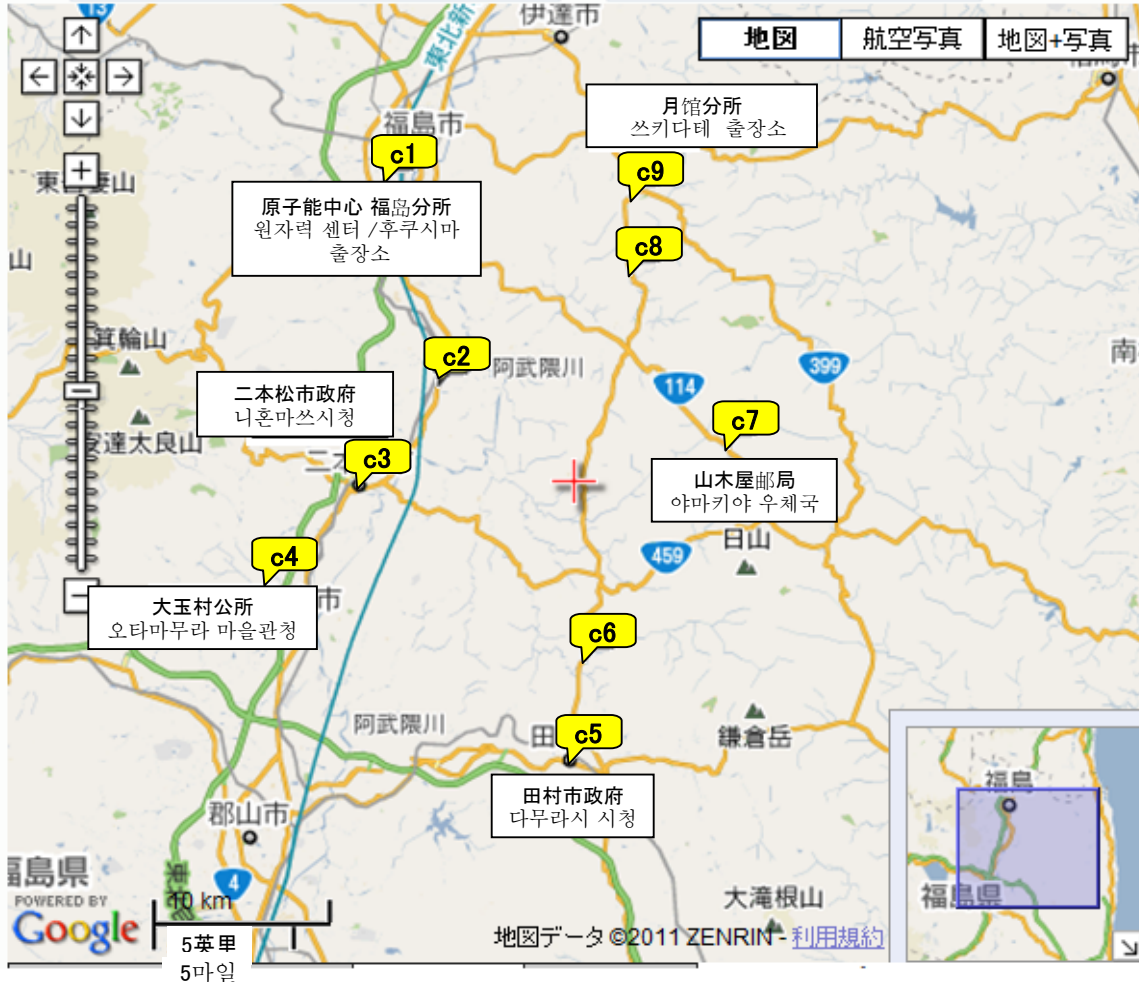 13
伊達市
東北新
地図
航空写真
地図+写真
福島市
月馆分所
쓰키다테 출장소
c1
c9
原子能中心 福岛分所
원자력 센터 /후쿠시마
출장소
山
c8
箕輪山
c2
阿武隈川
南
399
114
二本松市政府
니혼마쓰시청
安達太良山
c7
c3
山木屋邮局
야마키야 우체국
459
日山
c4
市
大玉村公所
오타마무라 마을관청
c6
阿武隈川
田
c5
鎌倉岳
福島
田村市政府
다무라시 시청
郡山市
福島県
4
福島県
POWERED BY
Google
10 km
大滝根山
地図データ ©2011 ZENRIN - 利用規約
5英里
5마일